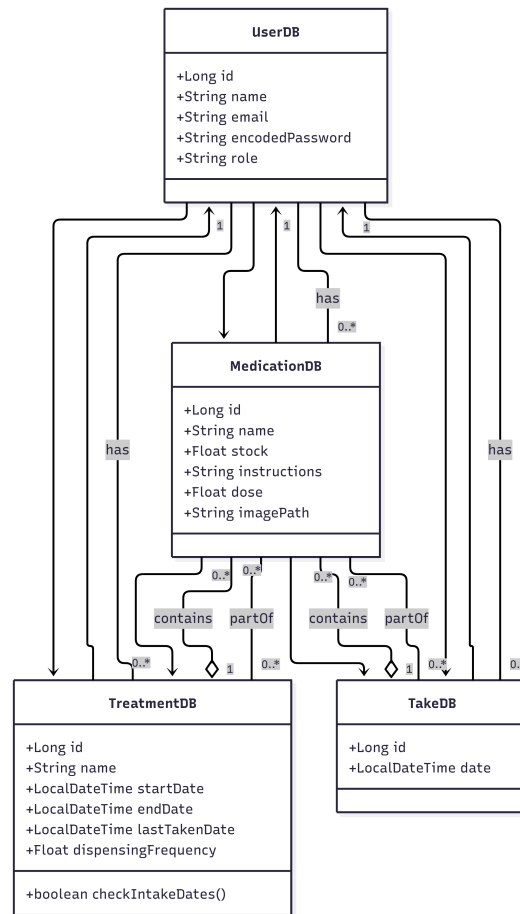 UserDB
+Long id
+String name
+String email
+String encodedPassword
+String role
1
1
1
has
0..*
MedicationDB
+Long id
+String name
+Float stock
+String instructions
+Float dose
+String imagePath
has
has
0..*
0..*
0..*
0..*
contains
partOf
contains
partOf
0..*
1
0..*
1
0..*
TreatmentDB
+Long id
+String name
+LocalDateTime startDate
+LocalDateTime endDate
+LocalDateTime lastTakenDate
+Float dispensingFrequency
+boolean checkIntakeDates()
TakeDB
+Long id
+LocalDateTime date